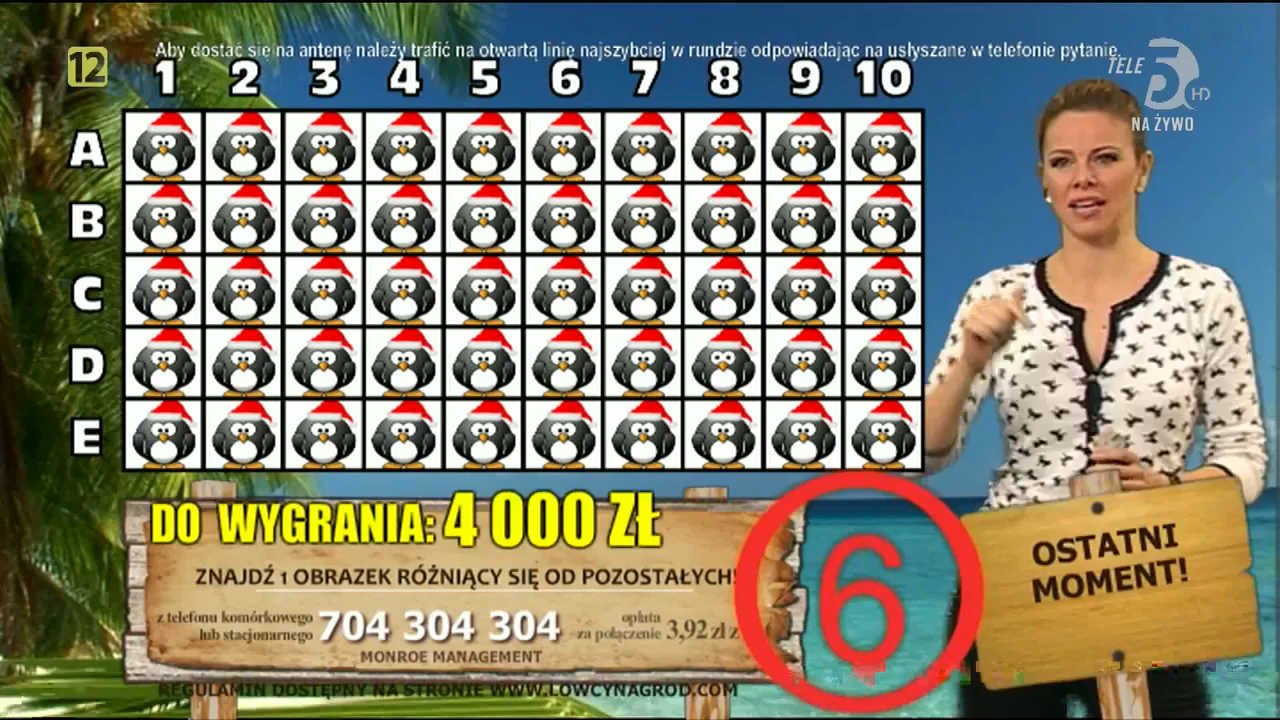 Aby dostać się na antenę należy trafić na otwartą linię najszybciej w rundzie odpowiadając na usłyszane w telefonie pytanie.
12
TELE 5 HD
NA ŻYWO
1 2 3 4 5 6 7 8 9 10
A
B
C
D
E
DO WYGRANIA: 4 000 ZŁ
ZNAJDŹ 1 OBRAZEK RÓŻNIĄCY SIĘ OD POZOSTAŁYCH!
z telefonu komórkowego
lub stacjonarnego
704 304 304
opłata
za połączenie 3,92 zł z
MONROE MANAGEMENT
REGULAMIN DOSTĘPNY NA STRONIE WWW.LOWCYNAGROD.COM
6
OSTATNI
MOMENT!